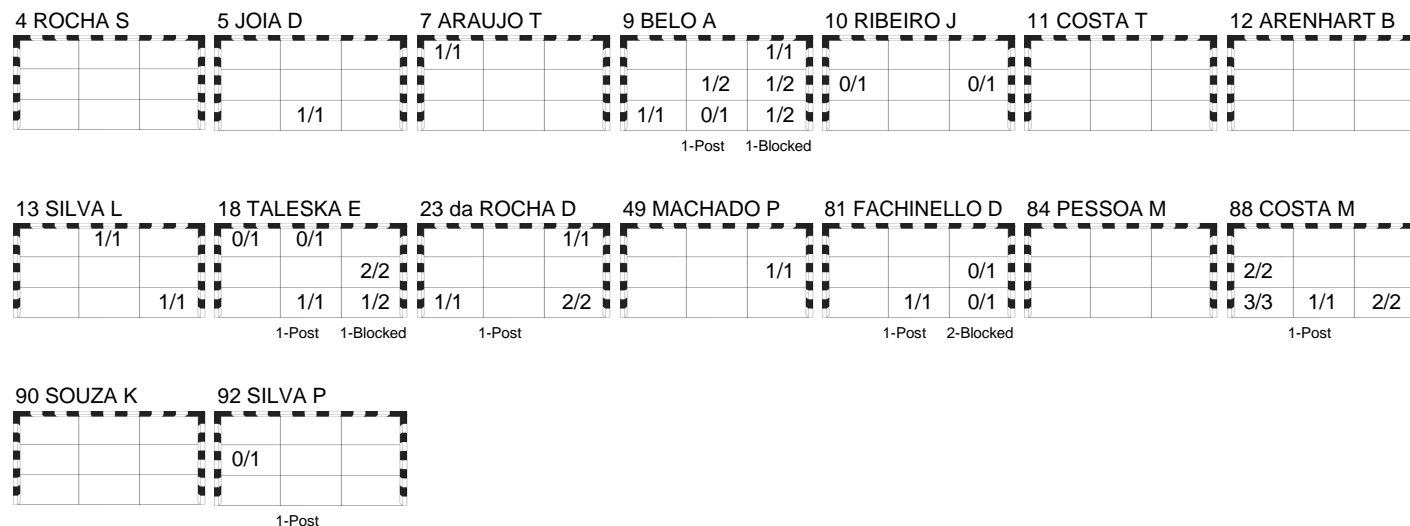 4 ROCHA S 5 JOIA D 7 ARAUJO T 9 BELO A 10 RIBEIRO J 11 COSTA T 12 ARENHART B
1/1 1/1
1/2 1/2 0/1 0/1
1/1 1/1 0/1 1/2
1-Post 1-Blocked
13 SILVA L 18 TALESKA E 23 da ROCHA D 49 MACHADO P 81 FACHINELLO D 84 PESSOA M 88 COSTA M
1/1 0/1 0/1 1/1
2/2 1/1 0/1 2/2
1/1 1/1 1/2 1/1 2/2 1/1 0/1 3/3 1/1 2/2
1-Post 1-Blocked 1-Post 1-Post 2-Blocked 1-Post
90 SOUZA K 92 SILVA P
0/1
1-Post